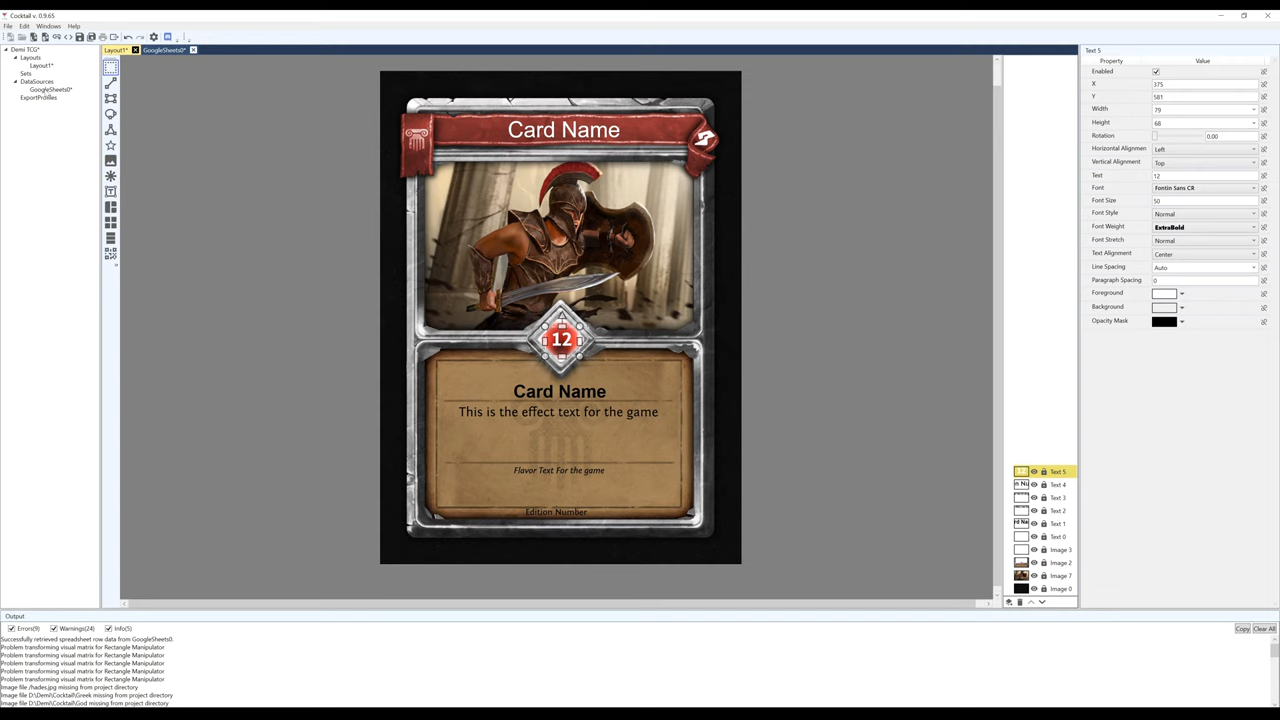 Cocktail v. 0.9.65
File Edit Windows Help
Demi TCG*
Layouts
Layout1*
Sets
DataSources
GoogleSheets0*
ExportProfiles
Layout1* GoogleSheets0*
Card Name
12
Card Name
This is the effect text for the game
Flavor Text For the game
Edition Number
Text 5
Text 4
Text 3
Text 2
Text 1
Text 0
Image 3
Image 2
Image 7
Image 0
Text 5
Property Value
Enabled
X 375
Y 581
Width 79
Height 68
Rotation 0.00
Horizontal Alignmen Left
Vertical Alignment Top
Text 12
Font Fontin Sans CR
Font Size 50
Font Style Normal
Font Weight ExtraBold
Font Stretch Normal
Text Alignment Center
Line Spacing Auto
Paragraph Spacing 0
Foreground
Background
Opacity Mask
Output
Errors(9) Warnings(24) Info(5) Copy Clear All
Successfully retrieved spreadsheet row data from GoogleSheets0.
Problem transforming visual matrix for Rectangle Manipulator
Problem transforming visual matrix for Rectangle Manipulator
Problem transforming visual matrix for Rectangle Manipulator
Problem transforming visual matrix for Rectangle Manipulator
Problem transforming visual matrix for Rectangle Manipulator
Image file /hades.jpg missing from project directory
Image file D:\Demi\Cocktail\Greek missing from project directory
Image file D:\Demi\Cocktail\God missing from project directory